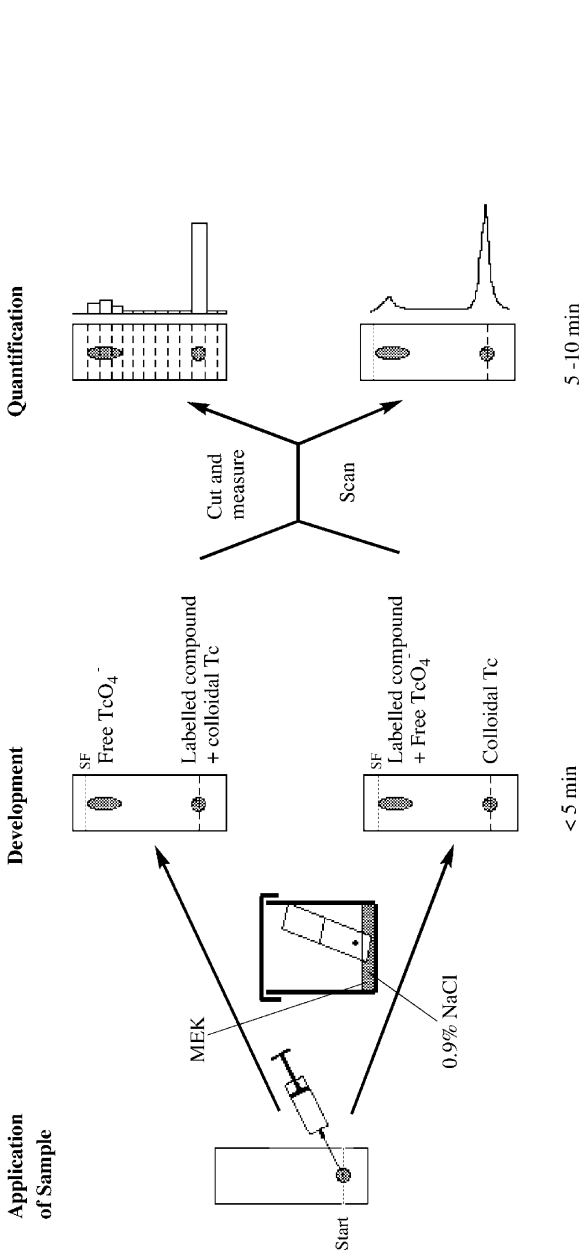 Application
of Sample
Development
Quantification
Start
MEK
0.9% NaCl
SF
Free TcO4-
Labelled compound
+ colloidal Tc
SF
Labelled compound
+ Free TcO4-
Colloidal Tc
Cut and
measure
Scan
< 5 min
5 -10 min